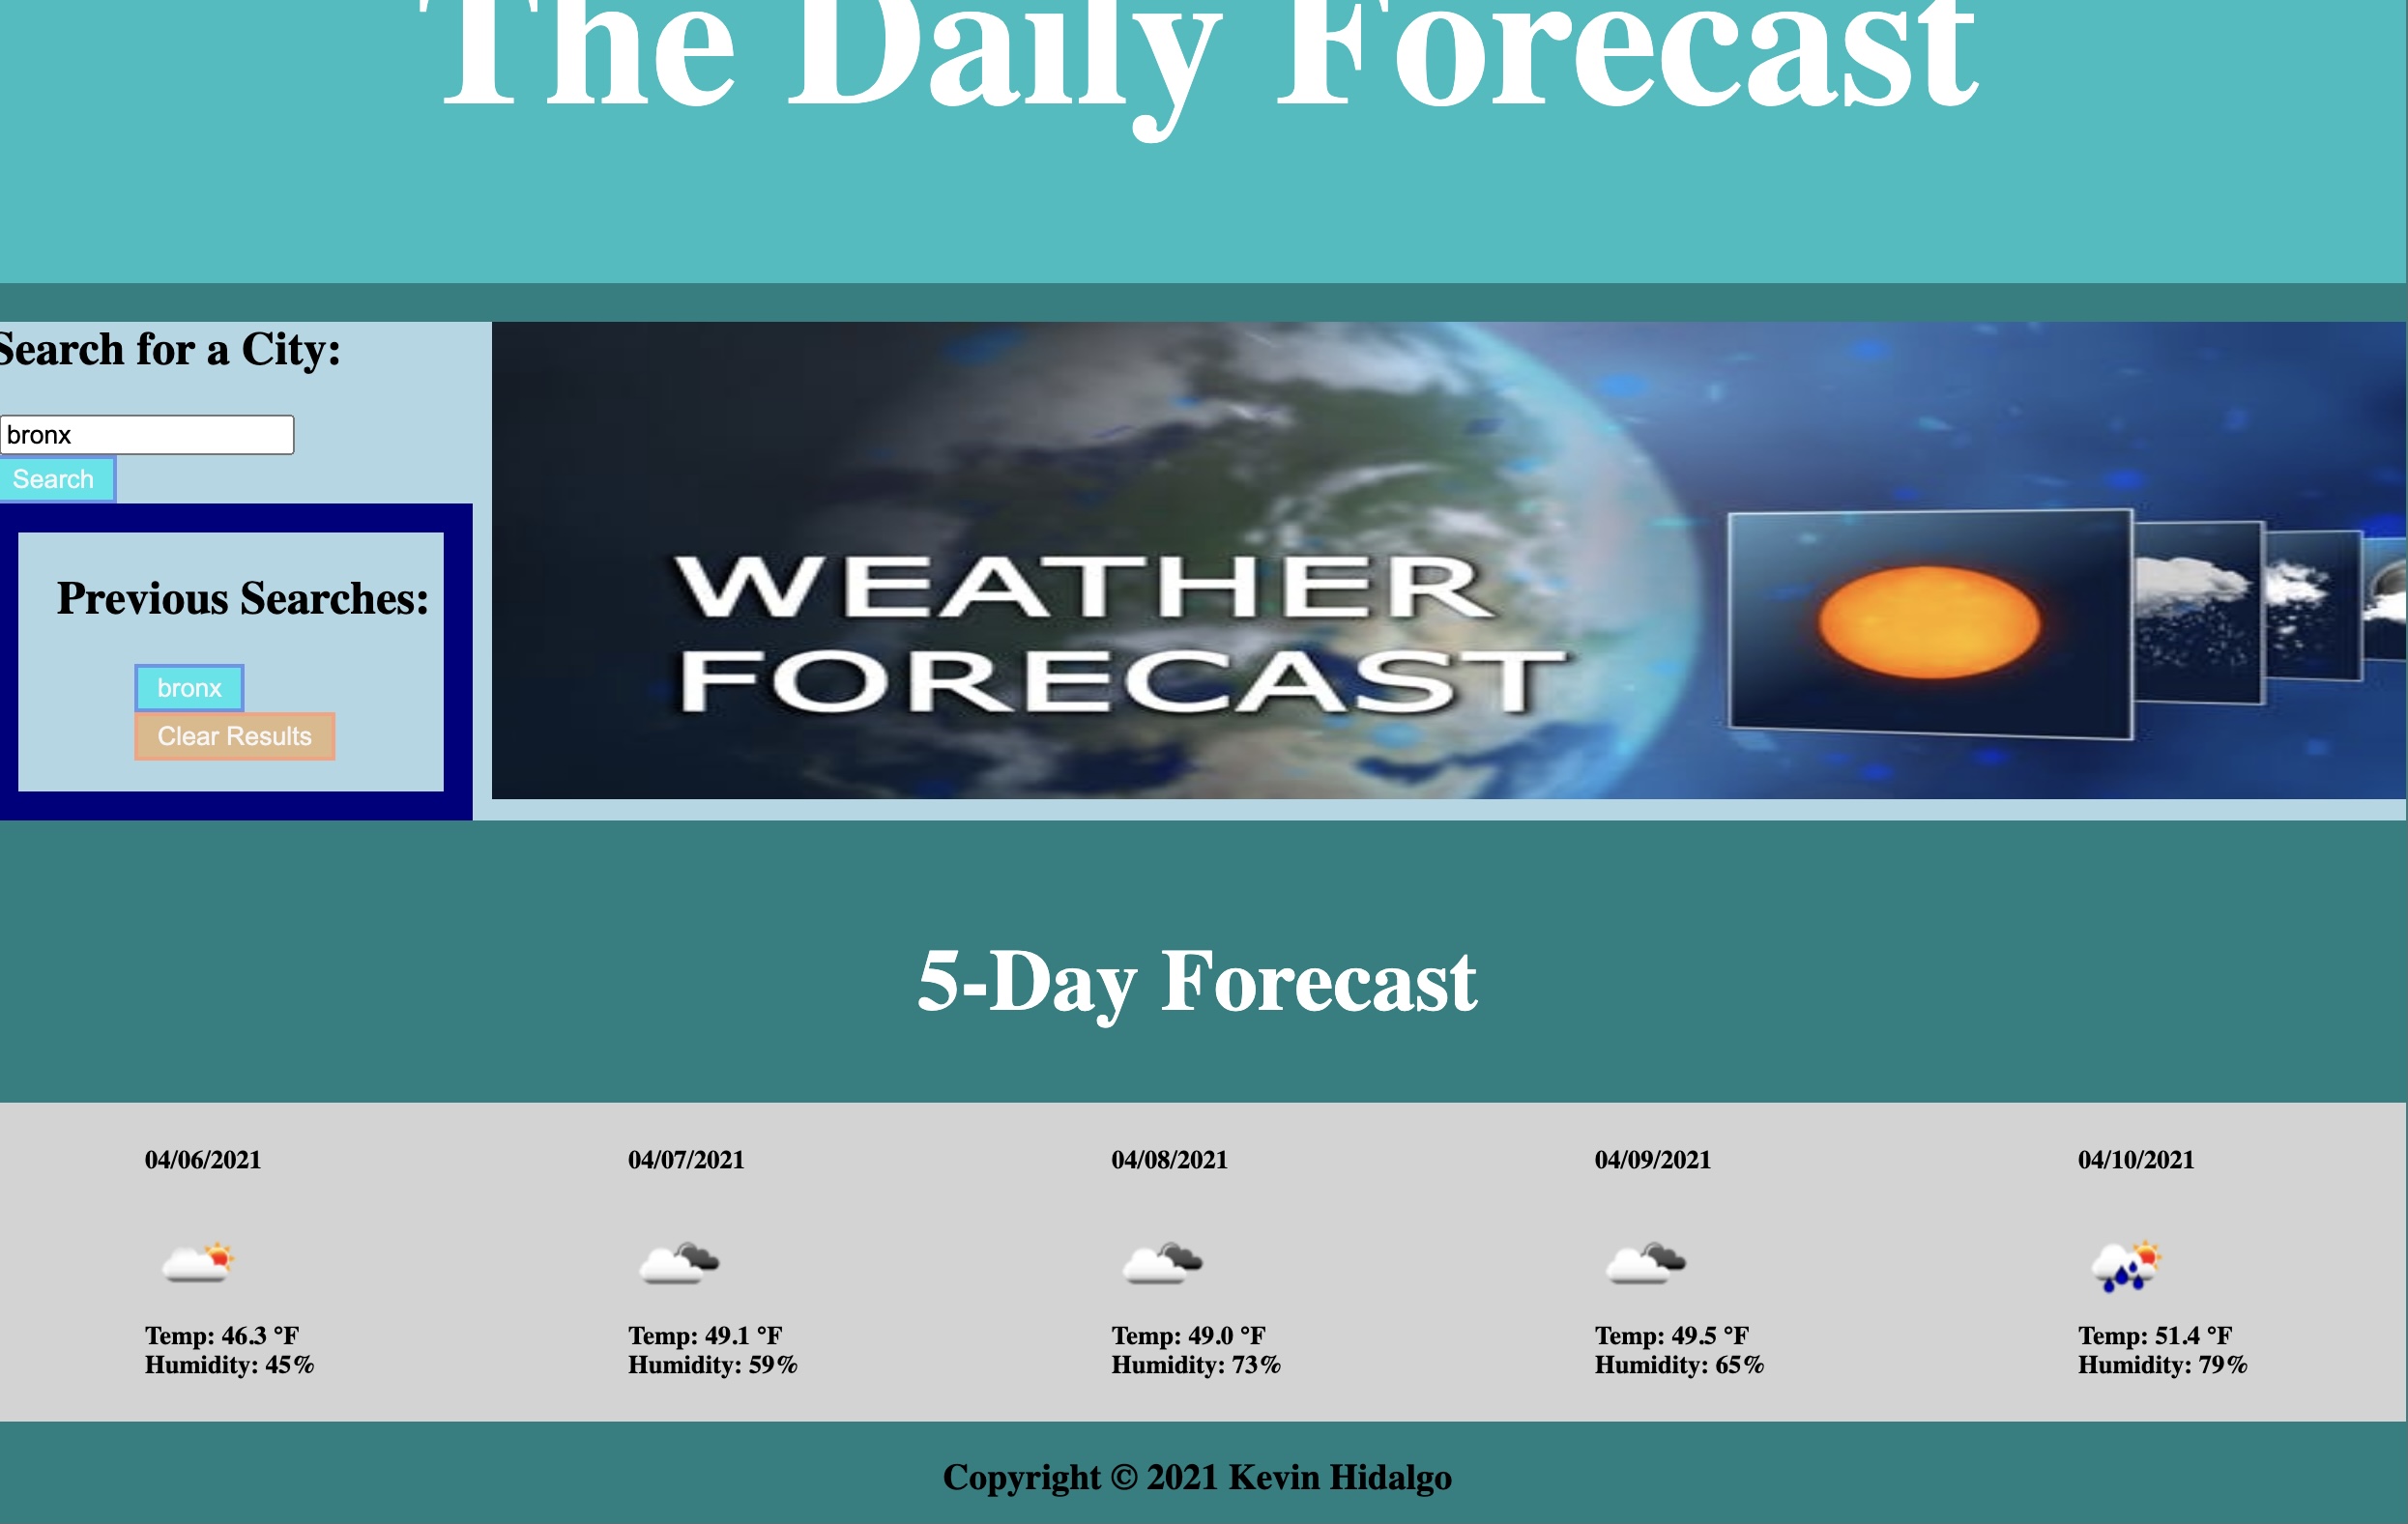 The Daily Forecast
Search for a City:
bronx
Search
Previous Searches:
bronx
Clear Results
WEATHER
FORECAST
5-Day Forecast
04/06/2021
Temp: 46.3 °F
Humidity: 45%
04/07/2021
Temp: 49.1 °F
Humidity: 59%
04/08/2021
Temp: 49.0 °F
Humidity: 73%
04/09/2021
Temp: 49.5 °F
Humidity: 65%
04/10/2021
Temp: 51.4 °F
Humidity: 79%
Copyright © 2021 Kevin Hidalgo